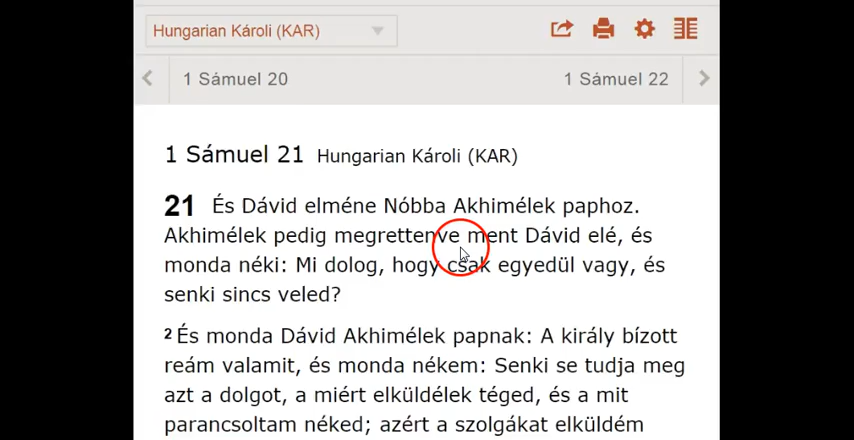 Hungarian Károli (KAR)
1 Sámuel 20
1 Sámuel 22
1 Sámuel 21 Hungarian Károli (KAR)
21 És Dávid elméne Nóbba Akhimélek paphoz.
Akhimélek pedig megrettenve ment Dávid elé, és
monda néki: Mi dolog, hogy csak egyedül vagy, és
senki sincs veled?
2 És monda Dávid Akhimélek papnak: A király bízott
reám valamit, és monda nékem: Senki se tudja meg
azt a dolgot, a miért elküldélek téged, és a mit
parancsoltam néked; azért a szolgákat elküldém